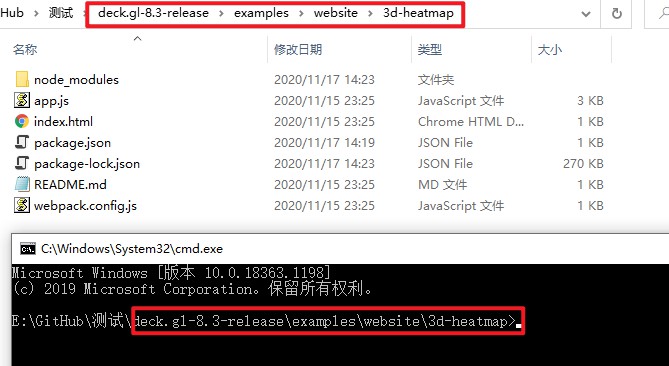 Hub > 测试 > deck.gl-8.3-release > examples > website > 3d-heatmap >
名称 修改日期 类型 大小
node_modules 2020/11/17 14:23 文件夹
app.js 2020/11/15 23:25 JavaScript 文件 3 KB
index.html 2020/11/15 23:25 Chrome HTML D... 1 KB
package.json 2020/11/17 14:19 JSON File 1 KB
package-lock.json 2020/11/17 14:23 JSON File 270 KB
README.md 2020/11/15 23:25 MD 文件 1 KB
webpack.config.js 2020/11/15 23:25 JavaScript 文件 1 KB
C:\Windows\System32\cmd.exe
Microsoft Windows [版本 10.0.18363.1198]
(c) 2019 Microsoft Corporation。保留所有权利。
E:\GitHub\测试\deck.gl-8.3-release\examples\website\3d-heatmap>